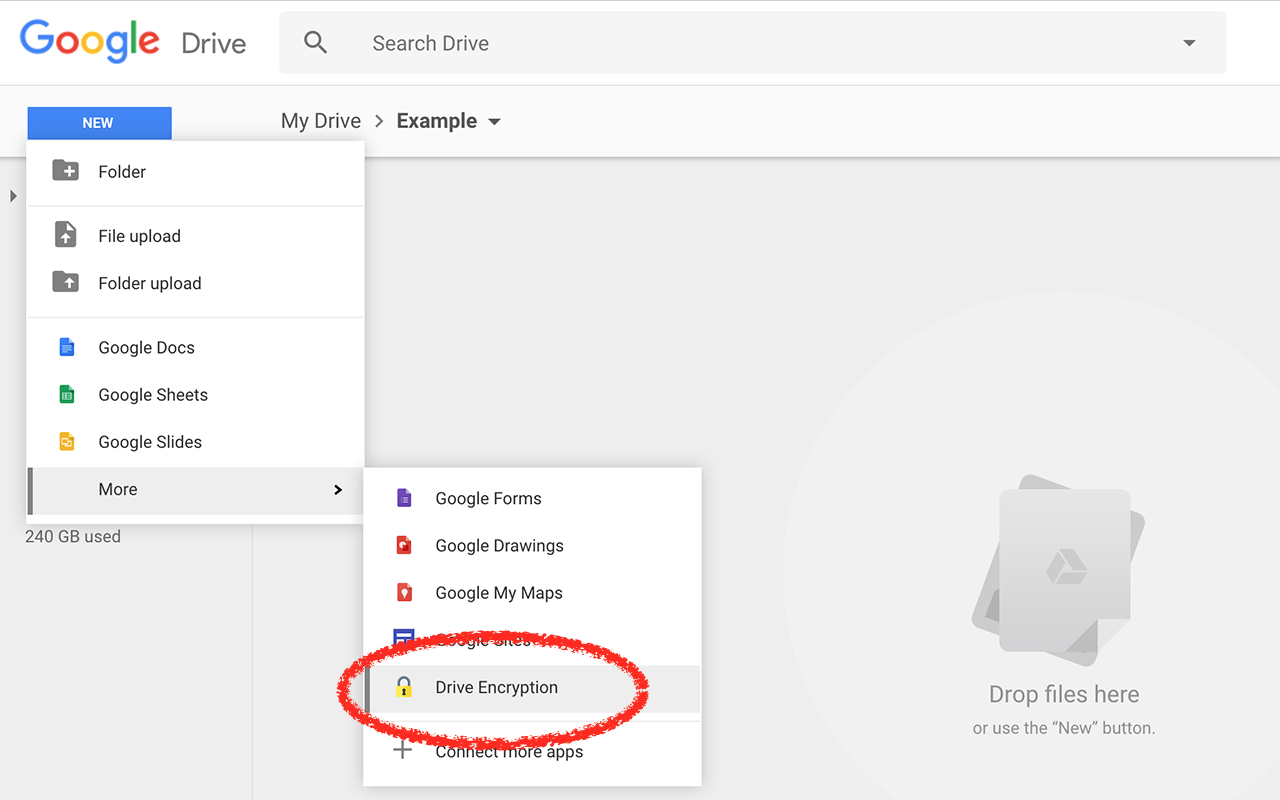 Google Drive
Search Drive
NEW
My Drive > Example
Folder
File upload
Folder upload
Google Docs
Google Sheets
Google Slides
More
240 GB used
Google Forms
Google Drawings
Google My Maps
Google Sites
Drive Encryption
Connect more apps
Drop files here
or use the “New” button.